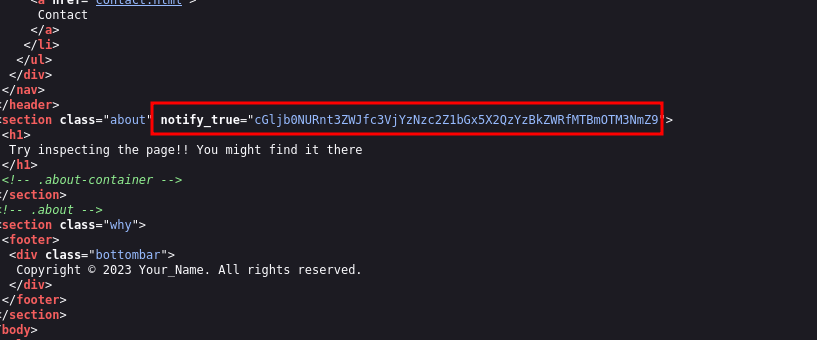 <a href="contact.html">
Contact
</a>
</li>
</ul>
</div>
</nav>
</header>
<section class="about" notify_true="cGljb0NURnt3ZWJfc3VjYzNzc2Z1bGx5X2QzYzBkZWRfMTBmOTM3NmZ9">
<h1>
Try inspecting the page!! You might find it there
</h1>
<!-- .about-container -->
</section>
<!-- .about -->
<section class="why">
<footer>
<div class="bottombar">
Copyright © 2023 Your_Name. All rights reserved.
</div>
</footer>
</section>
/body>